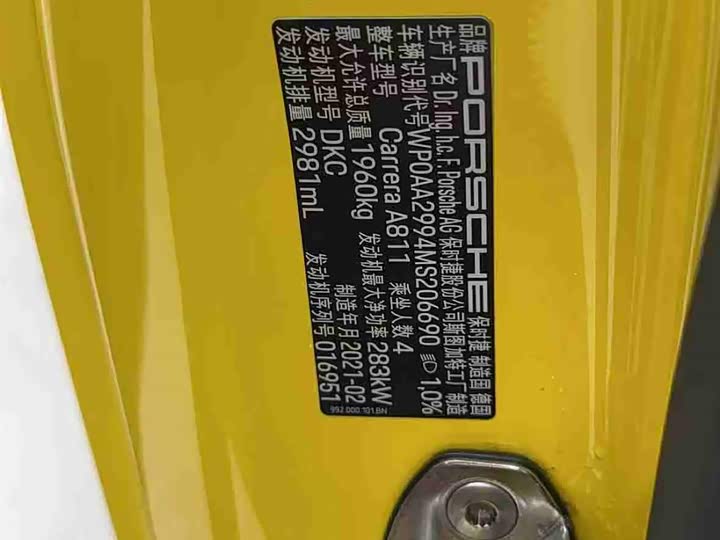 品牌 PORSCHE 保时捷 制造国 德国
生产厂名 Dr. Ing. h.c. F. Porsche AG 保时捷股份公司斯图加特工厂制造
车辆识别代号 WP0AA2994MS206690 1,0%
整车型号 Carrera A811 乘坐人数 4
最大允许总质量 1960kg 发动机最大净功率 283kW
发动机型号 DKC 制造年月 2021-02
发动机排量 2981mL 发动机序列号 016951
992.000.101.BN